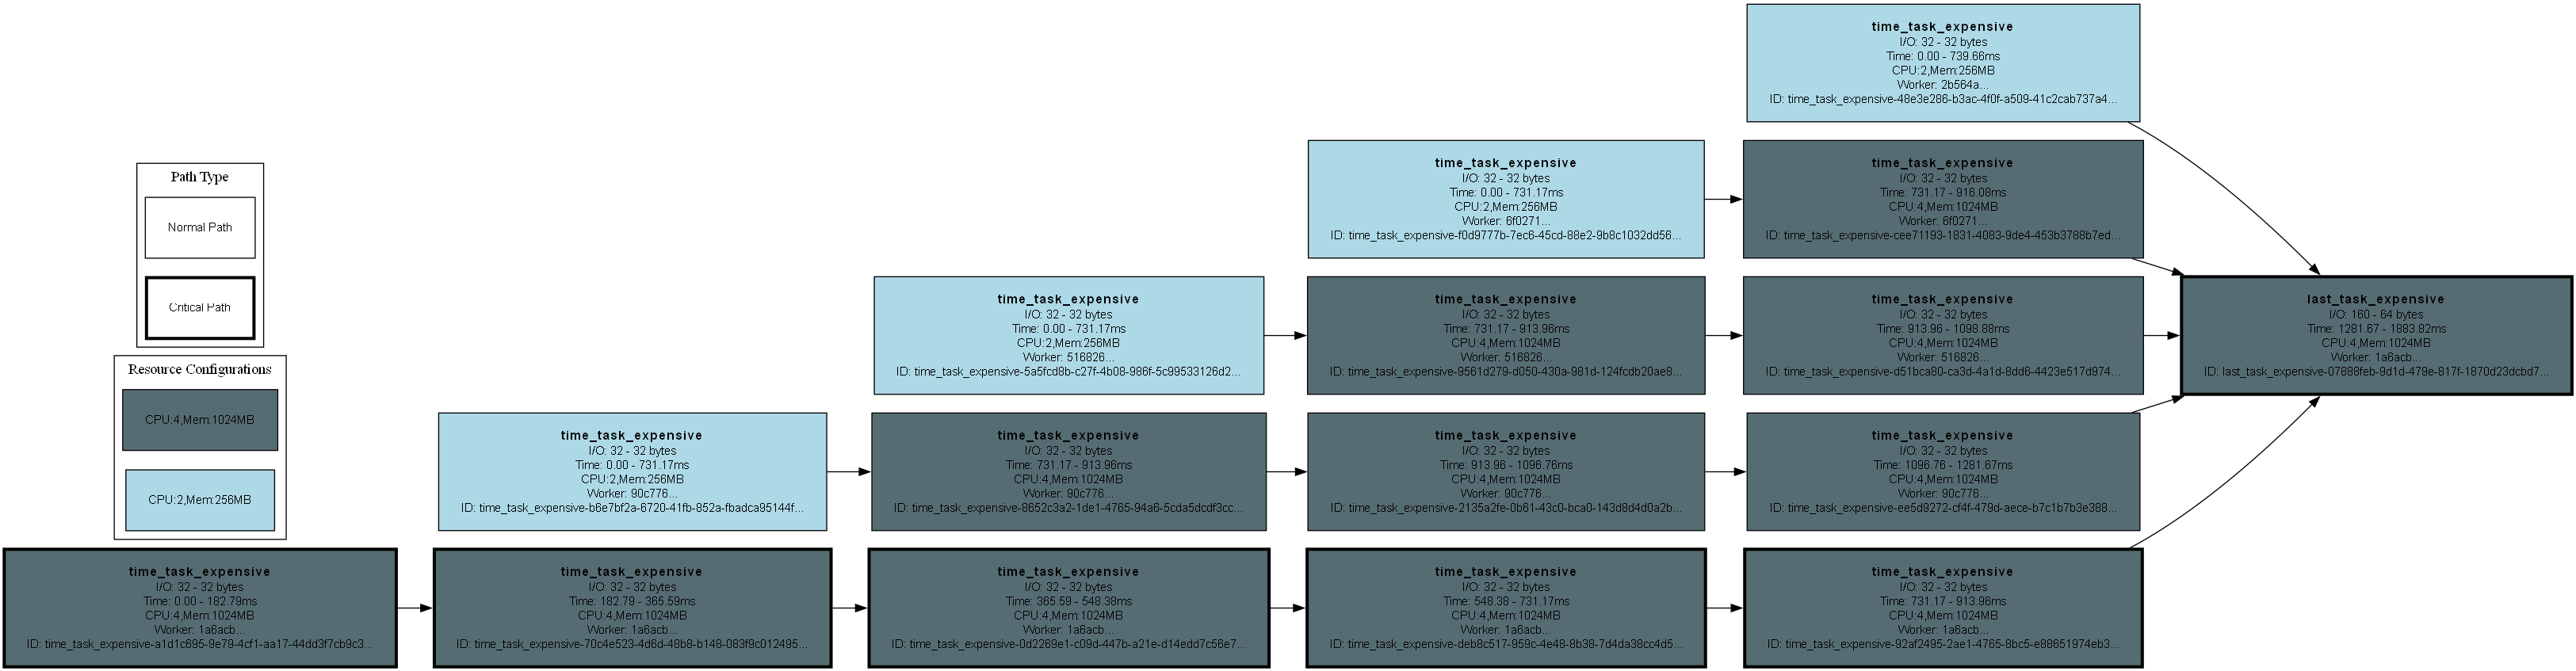 time_task_expensive
I/O: 32 - 32 bytes
Time: 0.00 - 739.66ms
CPU:2,Mem:256MB
Worker: 2b564a...
ID: time_task_expensive-48e3e286-b3ac-4f0f-a509-41c2cab737a4...
time_task_expensive
I/O: 32 - 32 bytes
Time: 0.00 - 731.17ms
CPU:2,Mem:256MB
Worker: 6f0271...
ID: time_task_expensive-f0d9777b-7ec6-45cd-88e2-9b8c1032dd56...
time_task_expensive
I/O: 32 - 32 bytes
Time: 731.17 - 916.08ms
CPU:4,Mem:1024MB
Worker: 6f0271...
ID: time_task_expensive-cee71193-1831-4083-9de4-453b3788b7ed...
Path Type
Normal Path
Critical Path
time_task_expensive
I/O: 32 - 32 bytes
Time: 0.00 - 731.17ms
CPU:2,Mem:256MB
Worker: 516826...
ID: time_task_expensive-5a5fcd8b-c27f-4b08-986f-5c99533126d2...
time_task_expensive
I/O: 32 - 32 bytes
Time: 731.17 - 913.96ms
CPU:4,Mem:1024MB
Worker: 516826...
ID: time_task_expensive-9561d279-d050-430a-981d-124fcdb20ae8...
time_task_expensive
I/O: 32 - 32 bytes
Time: 913.96 - 1098.88ms
CPU:4,Mem:1024MB
Worker: 516826...
ID: time_task_expensive-d51bca80-ca3d-4a1d-8dd6-4423e517d974...
last_task_expensive
I/O: 160 - 64 bytes
Time: 1281.67 - 1883.82ms
CPU:4,Mem:1024MB
Worker: 1a6acb...
ID: last_task_expensive-07888feb-9d1d-479e-817f-1870d23dcbd7...
Resource Configurations
CPU:4,Mem:1024MB
CPU:2,Mem:256MB
time_task_expensive
I/O: 32 - 32 bytes
Time: 0.00 - 731.17ms
CPU:2,Mem:256MB
Worker: 90c776...
ID: time_task_expensive-b6e7bf2a-6720-41fb-852a-fbadca95144f...
time_task_expensive
I/O: 32 - 32 bytes
Time: 731.17 - 913.96ms
CPU:4,Mem:1024MB
Worker: 90c776...
ID: time_task_expensive-8652c3a2-1de1-4765-94a6-5cda5dcdf3cc...
time_task_expensive
I/O: 32 - 32 bytes
Time: 913.96 - 1096.76ms
CPU:4,Mem:1024MB
Worker: 90c776...
ID: time_task_expensive-2135a2fe-0b61-43c0-bca0-143d8d4d0a2b...
time_task_expensive
I/O: 32 - 32 bytes
Time: 1096.76 - 1281.67ms
CPU:4,Mem:1024MB
Worker: 90c776...
ID: time_task_expensive-ee5d9272-cf4f-479d-aece-b7c1b7b3e388...
time_task_expensive
I/O: 32 - 32 bytes
Time: 0.00 - 182.79ms
CPU:4,Mem:1024MB
Worker: 1a6acb...
ID: time_task_expensive-a1d1c695-9e79-4cf1-aa17-44dd3f7cb9c3...
time_task_expensive
I/O: 32 - 32 bytes
Time: 182.79 - 365.59ms
CPU:4,Mem:1024MB
Worker: 1a6acb...
ID: time_task_expensive-70c4e523-4d6d-48b8-b148-083f9c012495...
time_task_expensive
I/O: 32 - 32 bytes
Time: 365.59 - 548.38ms
CPU:4,Mem:1024MB
Worker: 1a6acb...
ID: time_task_expensive-0d2269e1-c09d-447b-a21e-d14edd7c56e7...
time_task_expensive
I/O: 32 - 32 bytes
Time: 548.38 - 731.17ms
CPU:4,Mem:1024MB
Worker: 1a6acb...
ID: time_task_expensive-deb8c517-959c-4e48-8b38-7d4da38cc4d5...
time_task_expensive
I/O: 32 - 32 bytes
Time: 731.17 - 913.96ms
CPU:4,Mem:1024MB
Worker: 1a6acb...
ID: time_task_expensive-92af2495-2ae1-4765-8bc5-e88651974eb3...